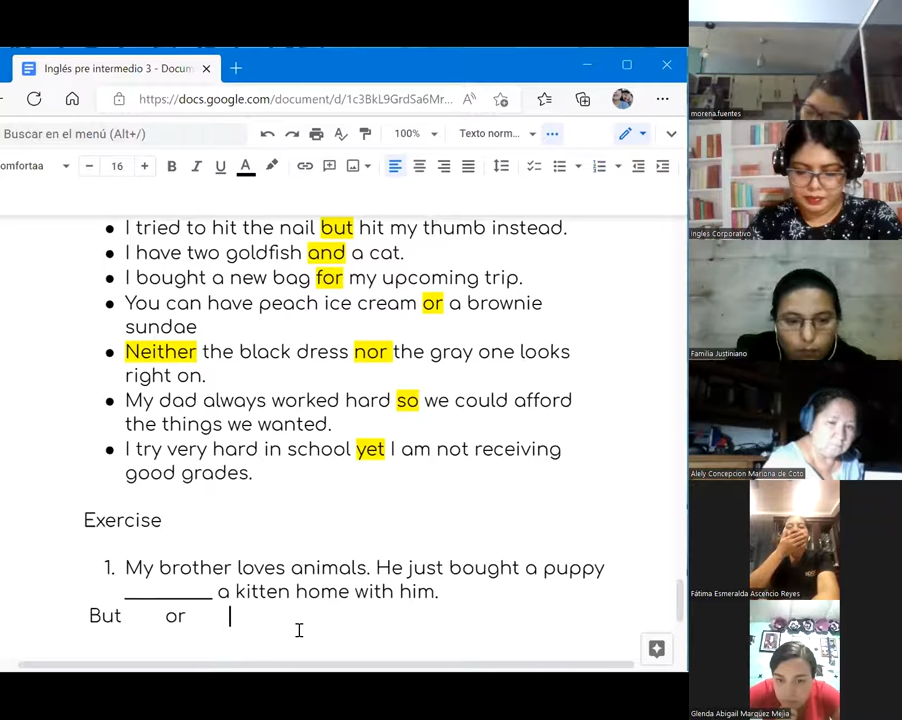 Inglés pre intermedio 3 - Docum
https://docs.google.com/document/d/1c3BkL9GrdSa6Mr...
Buscar en el menú (Alt+/)
100%
Texto norm...
omfortaa
16
B I U A
I tried to hit the nail but hit my thumb instead.
I have two goldfish and a cat.
I bought a new bag for my upcoming trip.
You can have peach ice cream or a brownie
sundae
Neither the black dress nor the gray one looks
right on.
My dad always worked hard so we could afford
the things we wanted.
I try very hard in school yet I am not receiving
good grades.
Exercise
1. My brother loves animals. He just bought a puppy
________ a kitten home with him.
But or
morena.fuentes
Ingles Corporativo
Familia Justiniano
Alely Concepcion Mariona de Coto
Fátima Esmeralda Ascencio Reyes
Glenda Abigail Marquez Mejia